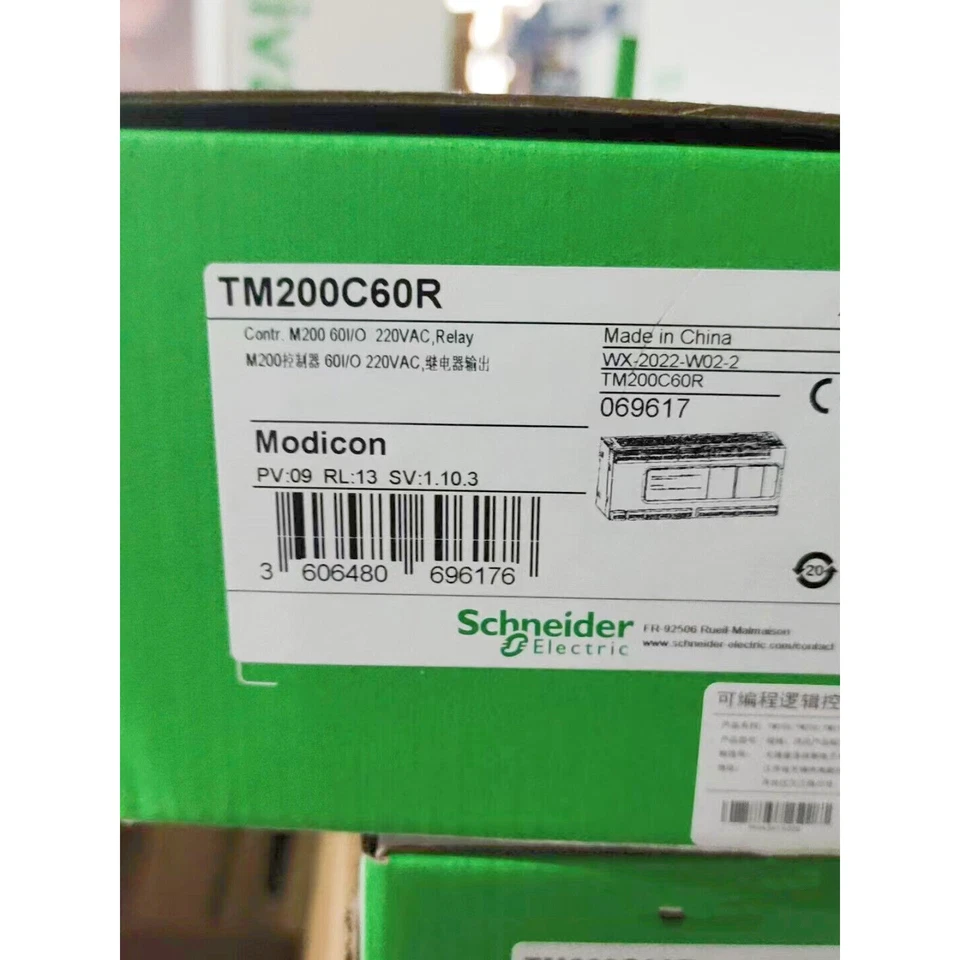 TM200C60R
Contr. M200 60I/O 220VAC,Relay
M200控制器 60I/O 220VAC,继电器输出
Made in China
WX-2022-W02-2
TM200C60R
069617
Modicon
PV:09 RL:13 SV:1.10.3
3 606480 696176
20
Schneider
Electric
FR-92506 Rueil-Malmaison
www.schneider-electric.com/contact
可编程逻辑控